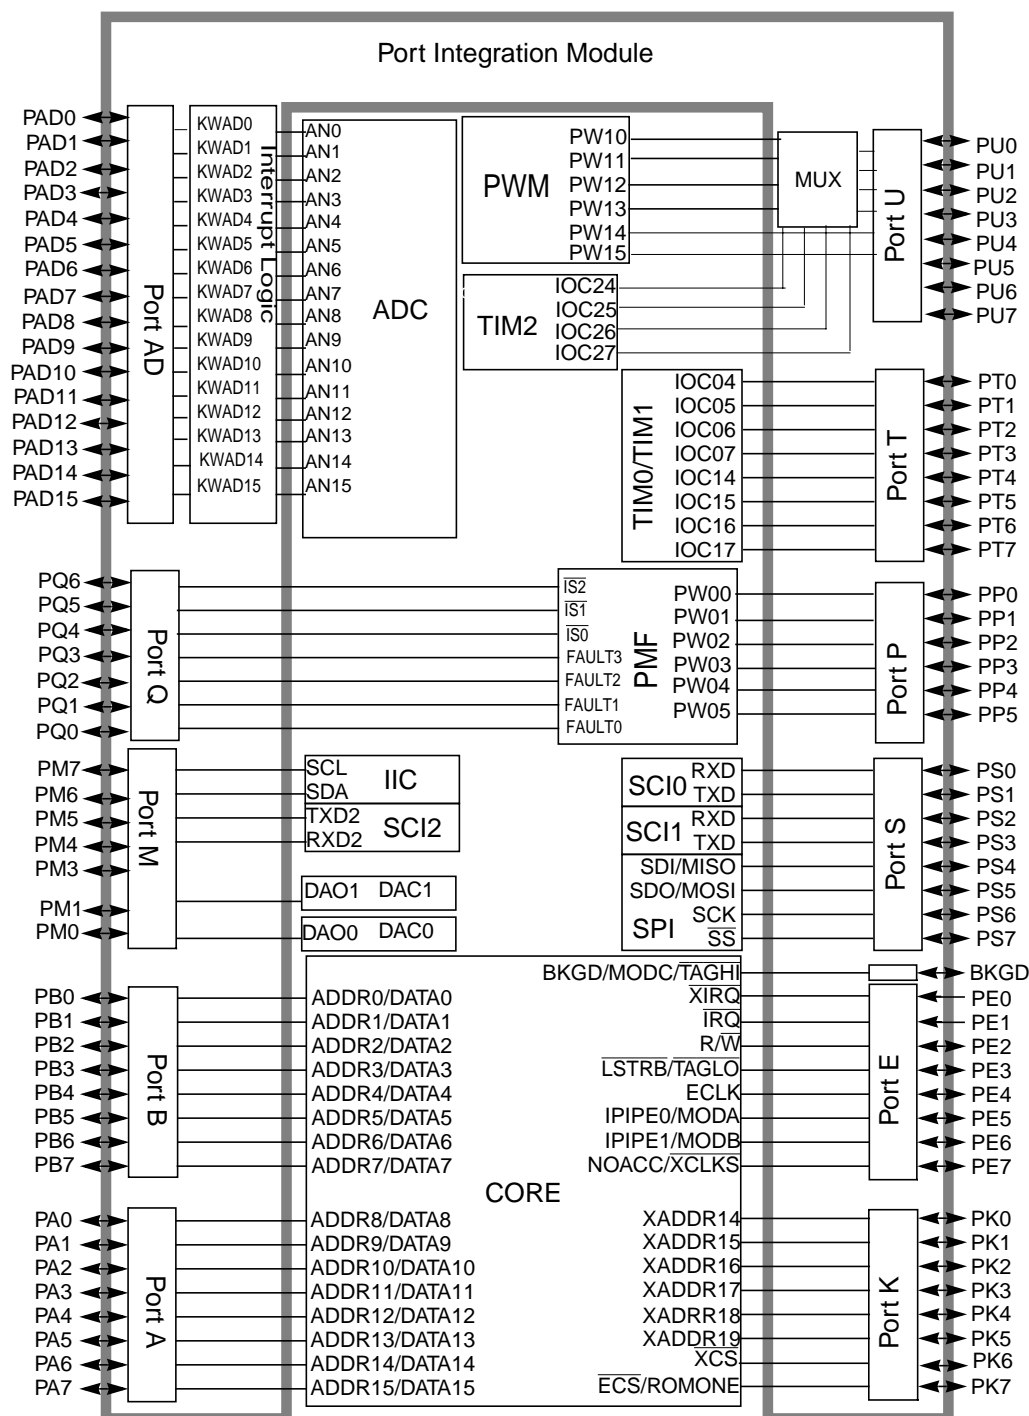 Port Integration Module
PAD0
PAD1
PAD2
PAD3
PAD4
PAD5
PAD6
PAD7
PAD8
PAD9
PAD10
PAD11
PAD12
PAD13
PAD14
PAD15
Port AD
KWAD0
KWAD1
KWAD2
KWAD3
KWAD4
KWAD5
KWAD6
KWAD7
KWAD8
KWAD9
KWAD10
KWAD11
KWAD12
KWAD13
KWAD14
KWAD15
Interrupt Logic
AN0
AN1
AN2
AN3
AN4
AN5
AN6
AN7
AN8
AN9
AN10
AN11
AN12
AN13
AN14
AN15
ADC
PWM
PW10
PW11
PW12
PW13
PW14
PW15
MUX
Port U
PU0
PU1
PU2
PU3
PU4
PU5
PU6
PU7
TIM2
IOC24
IOC25
IOC26
IOC27
TIM0/TIM1
IOC04
IOC05
IOC06
IOC07
IOC14
IOC15
IOC16
IOC17
Port T
PT0
PT1
PT2
PT3
PT4
PT5
PT6
PT7
PQ6
PQ5
PQ4
PQ3
PQ2
PQ1
PQ0
Port Q
IS2
IS1
IS0
FAULT3
FAULT2
FAULT1
FAULT0
PMF
PW00
PW01
PW02
PW03
PW04
PW05
Port P
PP0
PP1
PP2
PP3
PP4
PP5
PM7
PM6
PM5
PM4
PM3
PM1
PM0
Port M
SCL
SDA
IIC
TXD2
RXD2
SCI2
DAO1 DAC1
DAO0 DAC0
SCI0
RXD
TXD
SCI1
RXD
TXD
SDI/MISO
SDO/MOSI
SCK
SS
SPI
Port S
PS0
PS1
PS2
PS3
PS4
PS5
PS6
PS7
BKGD/MODC/TAGHI
BKGD
PB0
PB1
PB2
PB3
PB4
PB5
PB6
PB7
Port B
ADDR0/DATA0
ADDR1/DATA1
ADDR2/DATA2
ADDR3/DATA3
ADDR4/DATA4
ADDR5/DATA5
ADDR6/DATA6
ADDR7/DATA7
XIRQ
IRQ
R/W
LSTRB/TAGLO
ECLK
IPIPE0/MODA
IPIPE1/MODB
NOACC/XCLKS
Port E
PE0
PE1
PE2
PE3
PE4
PE5
PE6
PE7
CORE
PA0
PA1
PA2
PA3
PA4
PA5
PA6
PA7
Port A
ADDR8/DATA8
ADDR9/DATA9
ADDR10/DATA10
ADDR11/DATA11
ADDR12/DATA12
ADDR13/DATA13
ADDR14/DATA14
ADDR15/DATA15
XADDR14
XADDR15
XADDR16
XADDR17
XADRR18
XADDR19
XCS
ECS/ROMONE
Port K
PK0
PK1
PK2
PK3
PK4
PK5
PK6
PK7